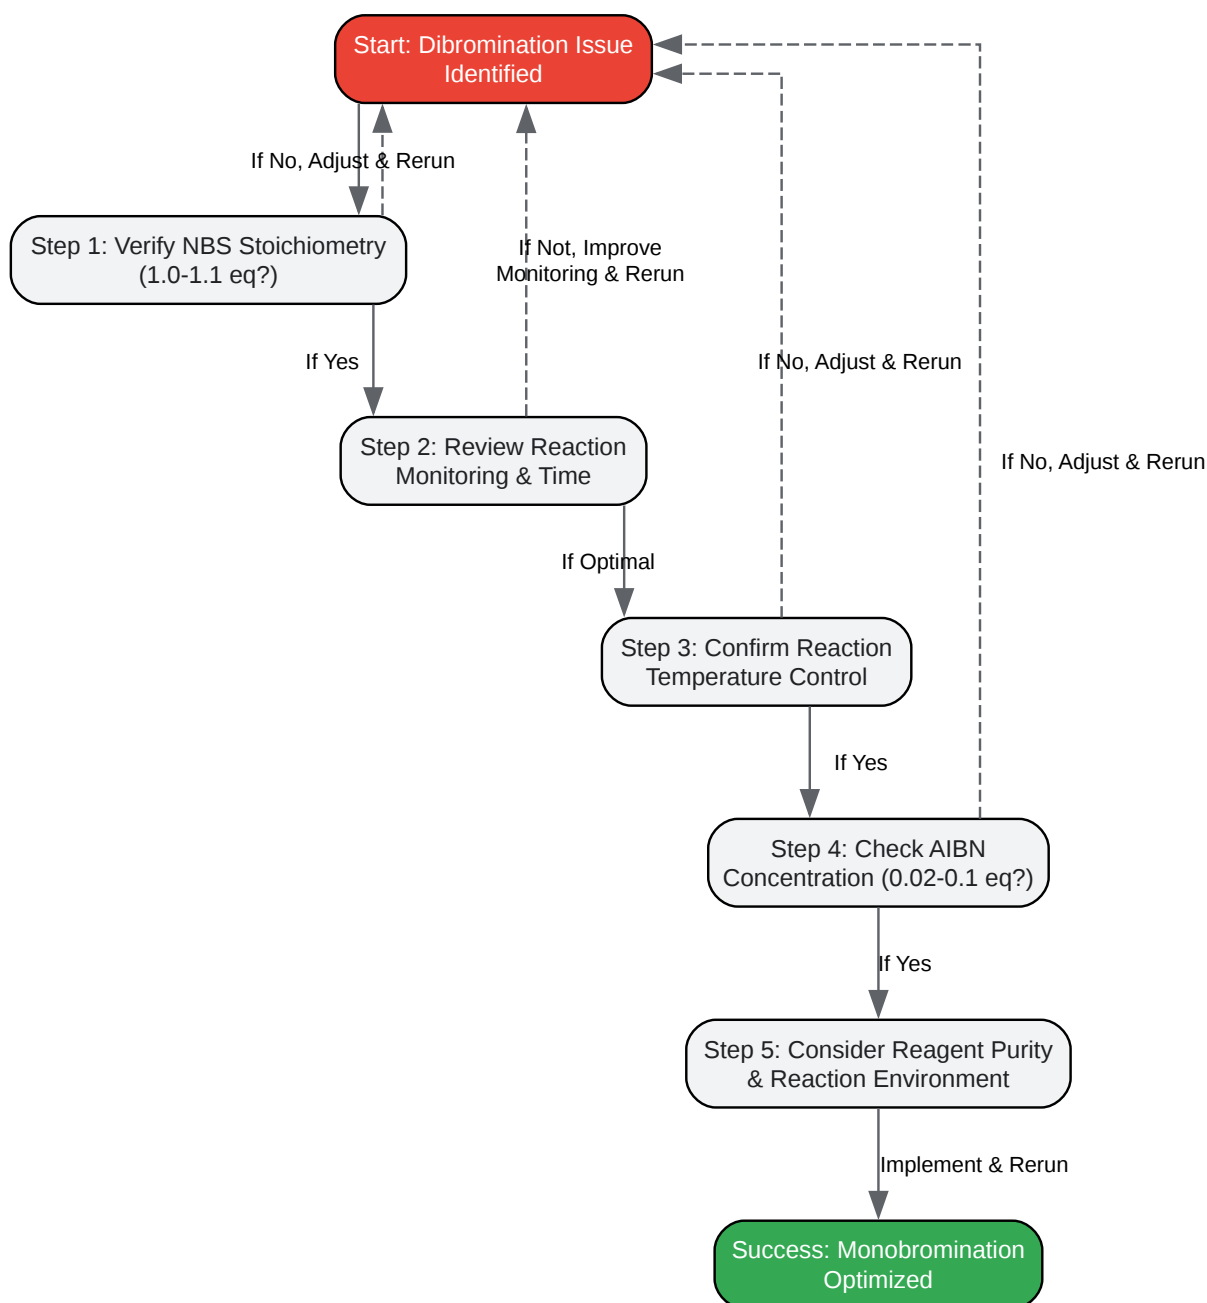 Start: Dibromination Issue
Identified
If No, Adjust & Rerun
Step 1: Verify NBS Stoichiometry
(1.0-1.1 eq?)
If Not, Improve
Monitoring & Rerun
If Yes
If No, Adjust & Rerun
Step 2: Review Reaction
Monitoring & Time
If No, Adjust & Rerun
If Optimal
Step 3: Confirm Reaction
Temperature Control
If Yes
Step 4: Check AIBN
Concentration (0.02-0.1 eq?)
If Yes
Step 5: Consider Reagent Purity
& Reaction Environment
Implement & Rerun
Success: Monobromination
Optimized